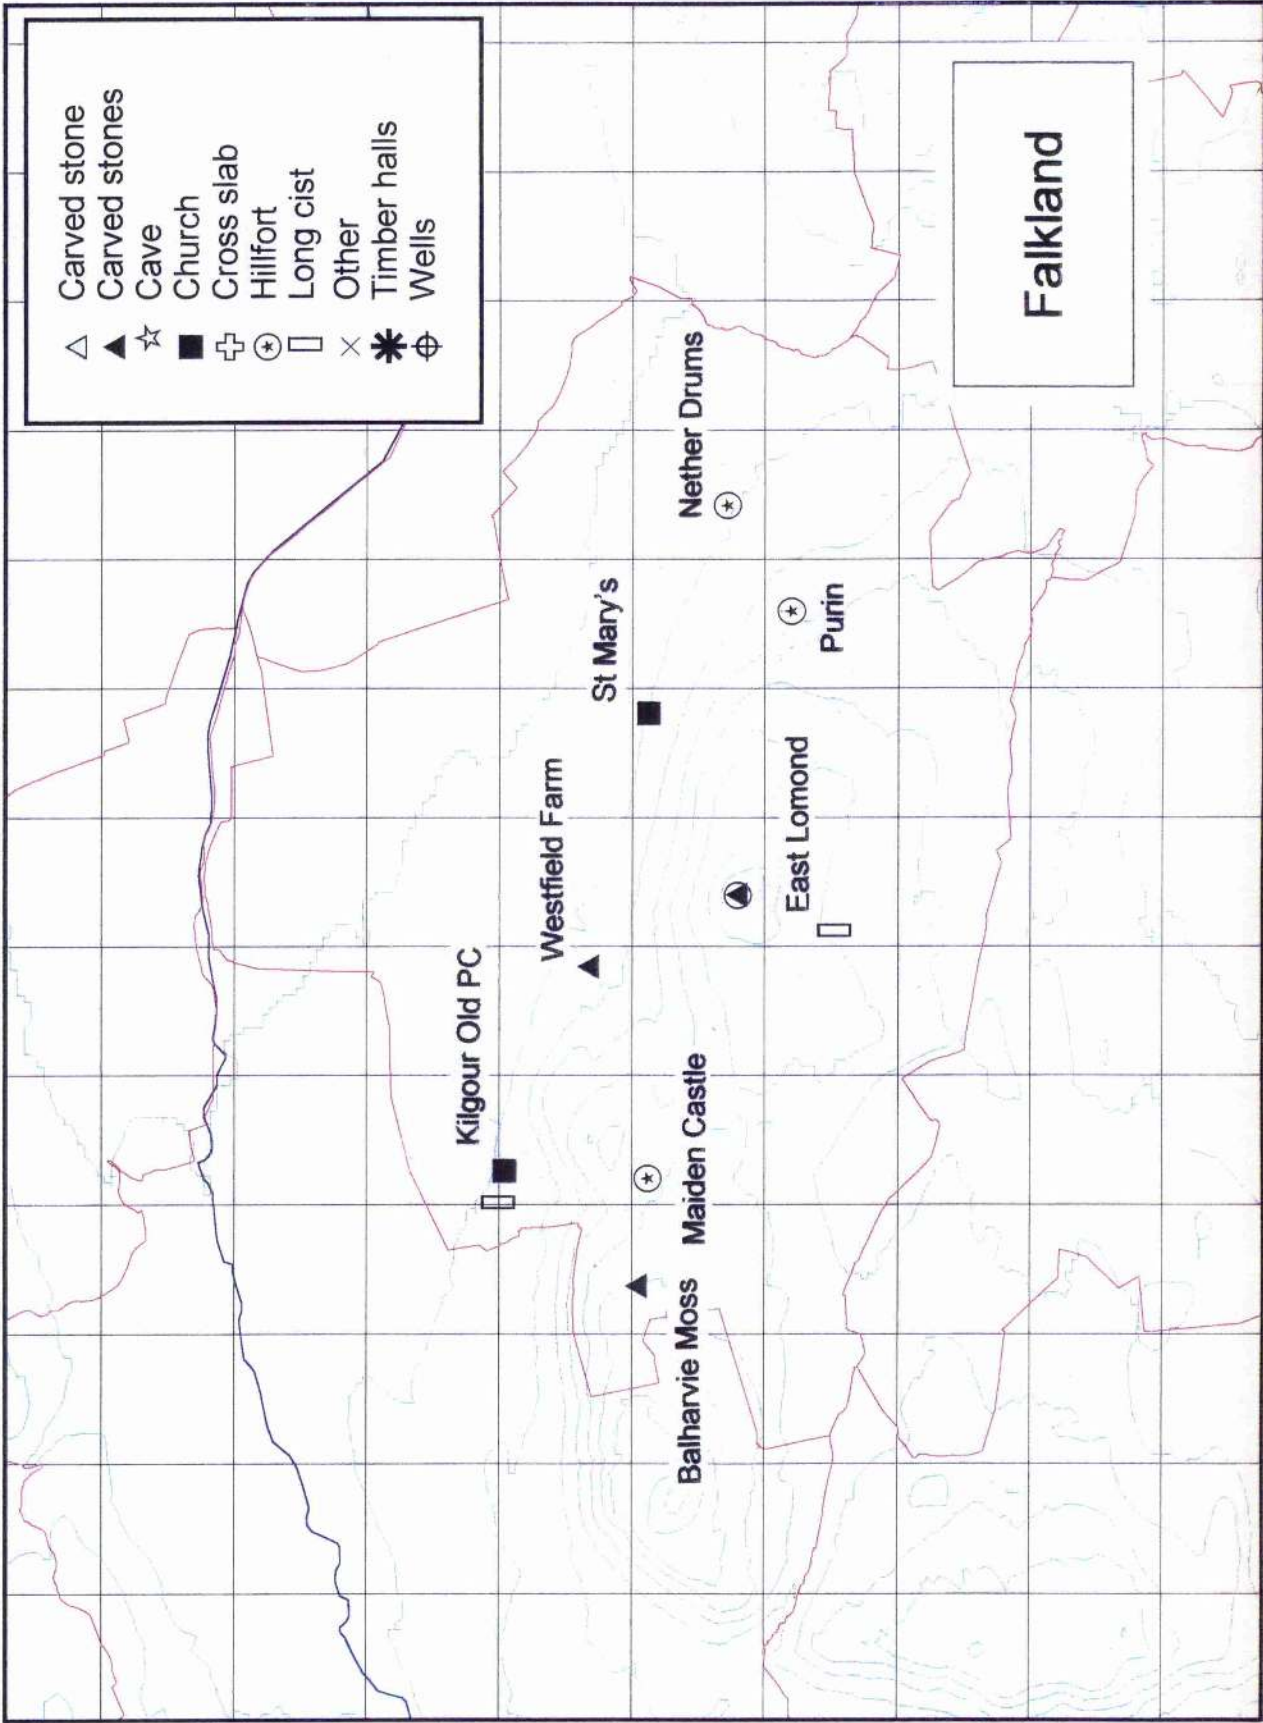 Carved stone
Carved stones
Cave
Church
Cross slab
Hillfort
Long cist
Other
Timber halls
Wells
Kilgour Old PC
Westfield Farm
St Mary's
Nether Drums
Balharvie Moss
Maiden Castle
East Lomond
Purin
Falkland